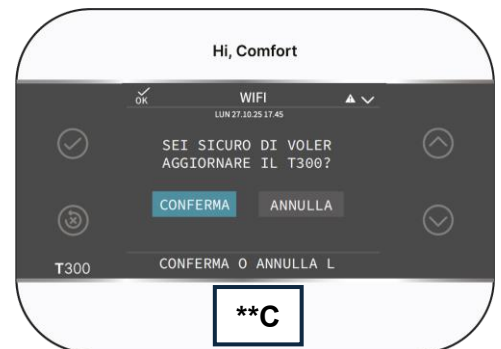 Hi, Comfort
OK WIFI
LUN 27.10.25 17.45
SEI SICURO DI VOLER
AGGIORNARE IL T300?
CONFERMA ANNULLA
T300 CONFERMA O ANNULLA L
**C